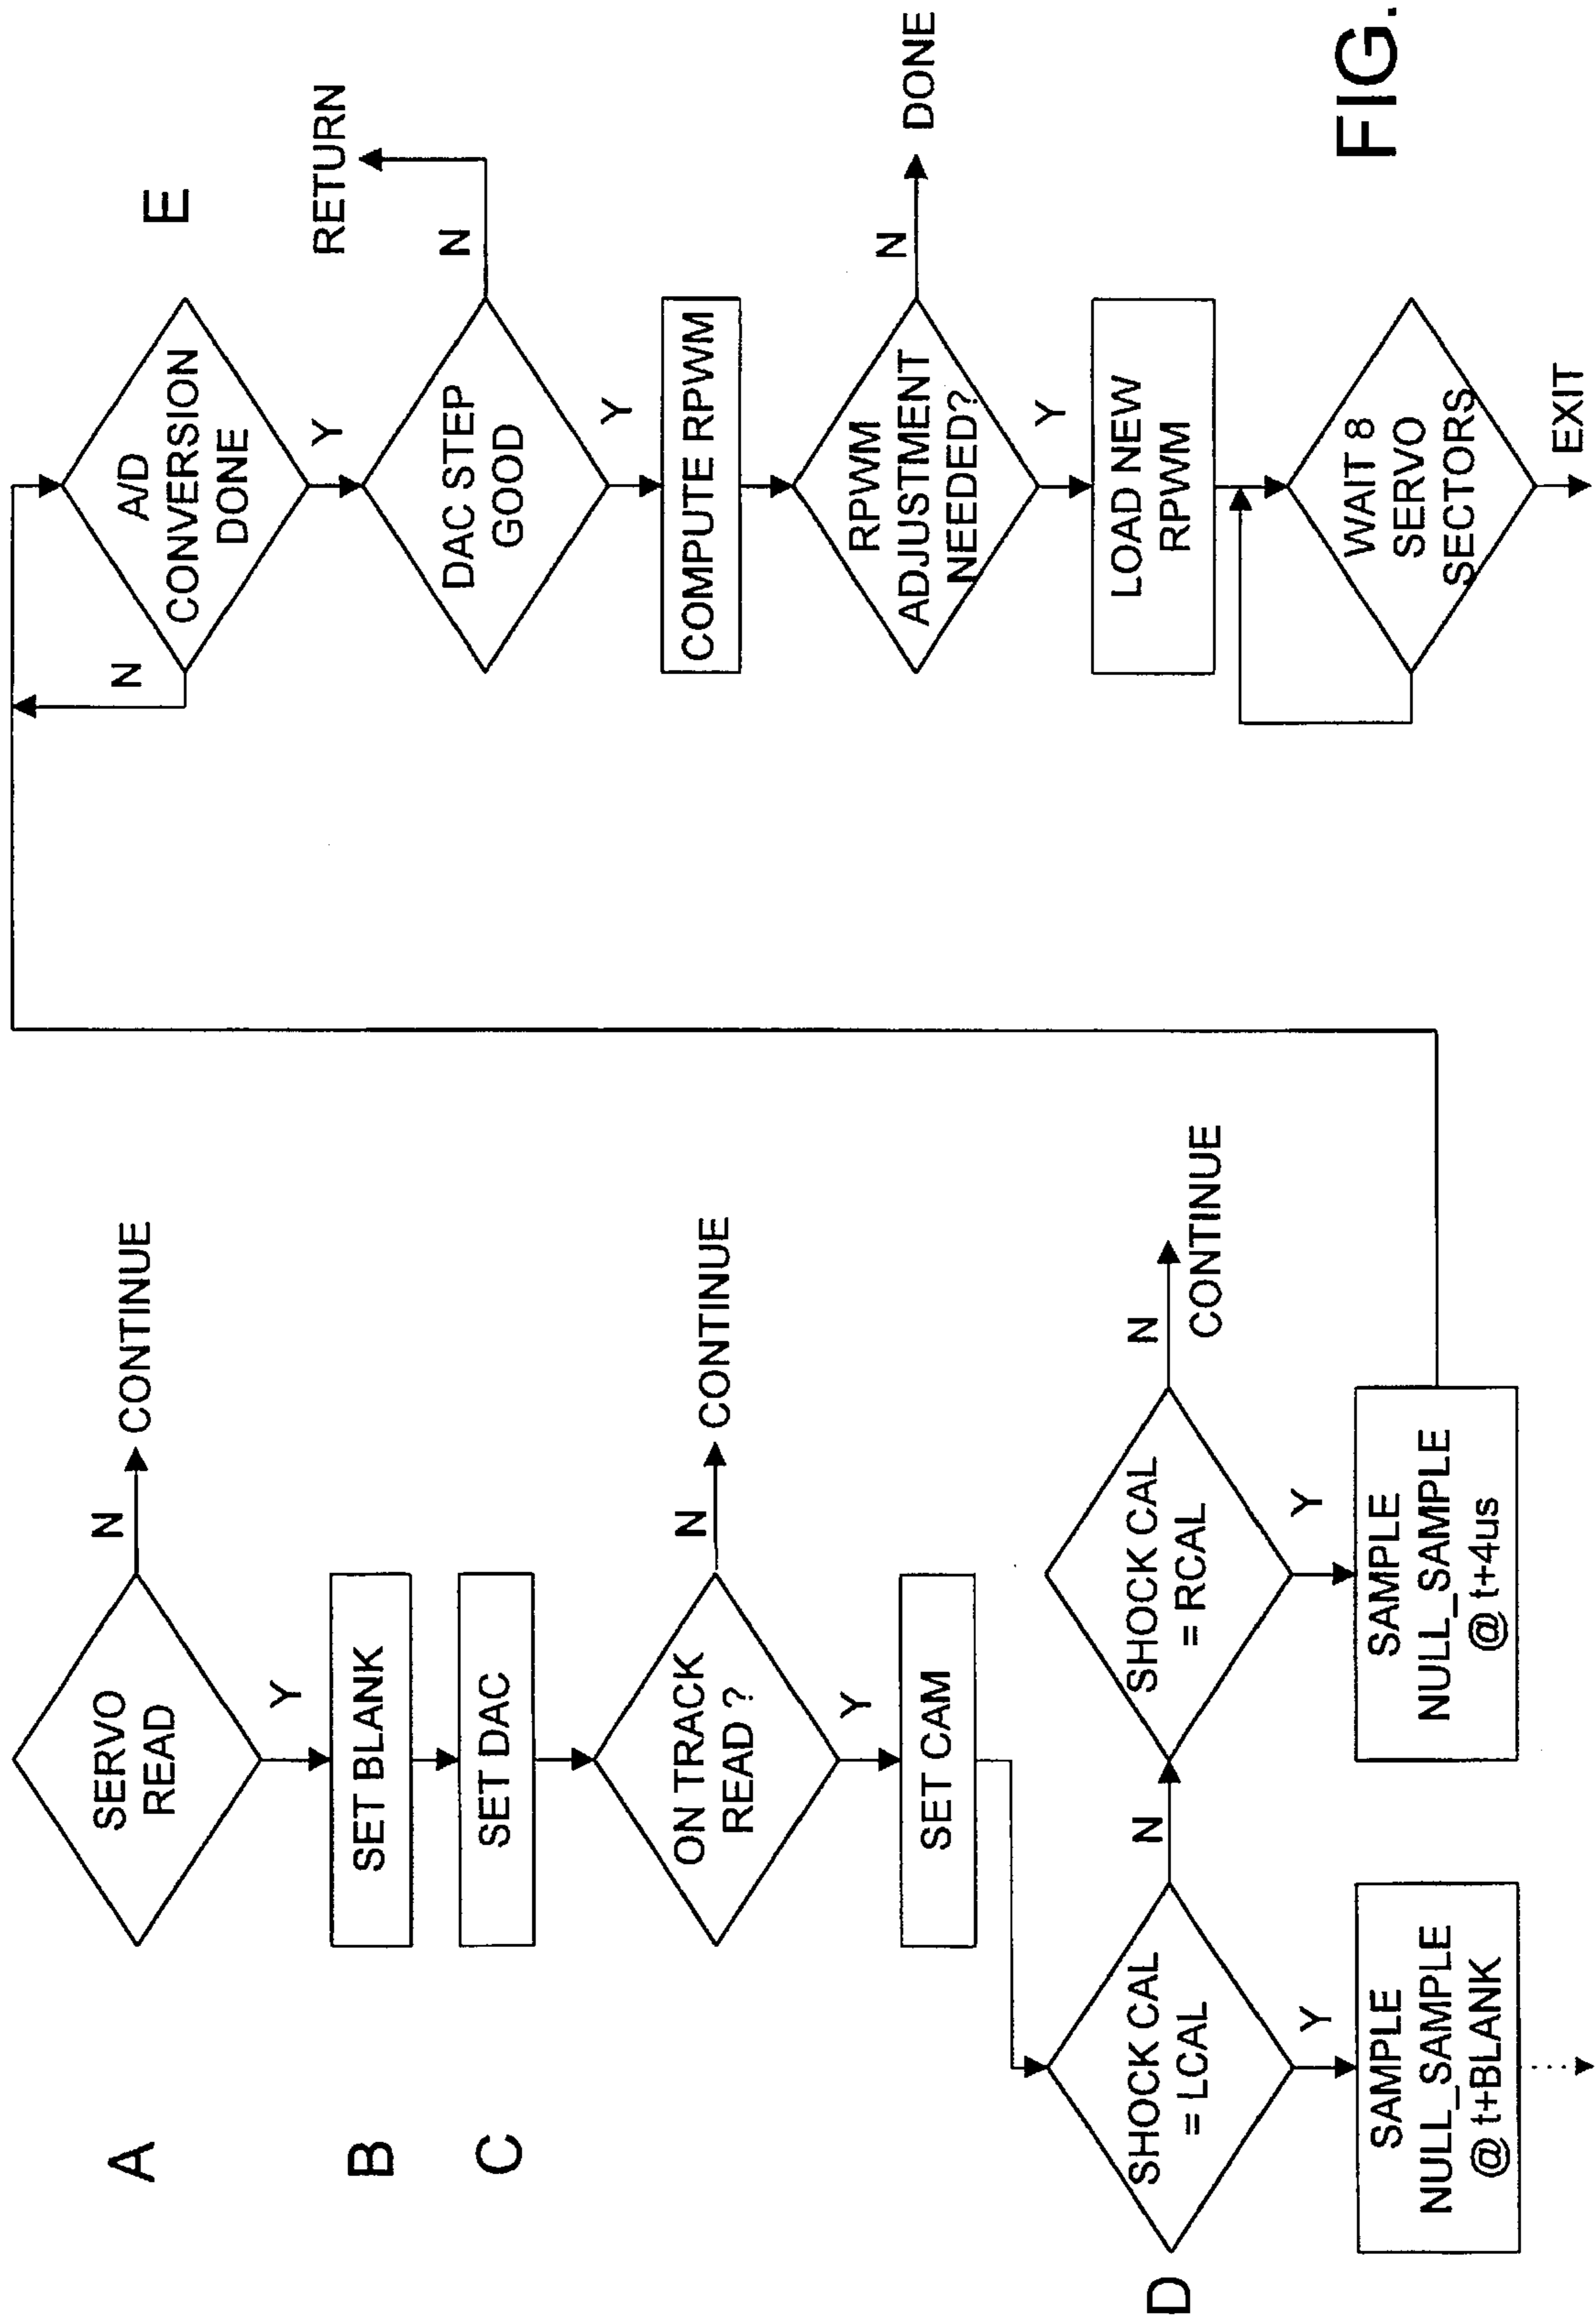 A
SERVO
READ
N
CONTINUE
Y
B
SET BLANK
C
SET DAC
ON TRACK
READ ?
N
CONTINUE
Y
SET CAM
D
SHOCK CAL
= LCAL
N
Y
SAMPLE
NULL_SAMPLE
@ t+BLANK
SHOCK CAL
= RCAL
N
CONTINUE
Y
SAMPLE
NULL_SAMPLE
@ t+4us
E
A/D
CONVERSION
DONE
N
Y
DAC STEP
GOOD
N
RETURN
Y
COMPUTE RPWM
RPWM
ADJUSTMENT
NEEDED?
N
DONE
Y
LOAD NEW
RPWM
WAIT 8
SERVO
SECTORS
EXIT
FIG.